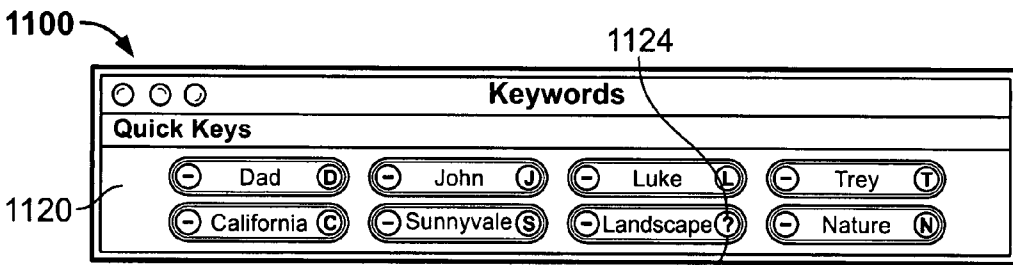 1100
1124
Keywords
Quick Keys
- Dad D - John J - Luke L - Trey T
1120
- California C - Sunnyvale S - Landscape ? - Nature N